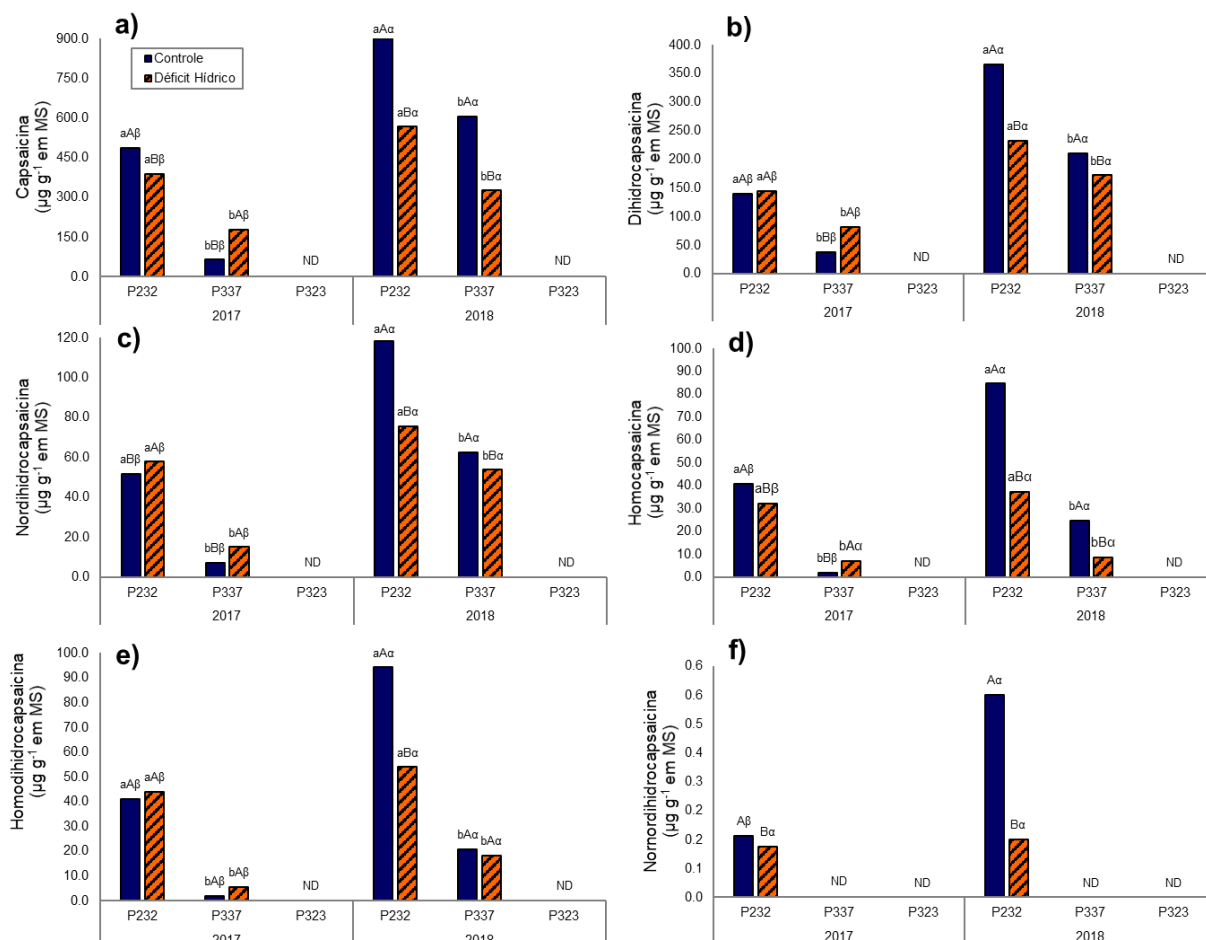 a)
Capsaicina
(µg g⁻¹ em MS)
900.0
750.0
600.0
450.0
300.0
150.0
0.0
Controle
Déficit Hídrico
aAβ
aBβ
bBβ
bAβ
ND
aAα
aBα
bAα
bBα
ND
P232 P337 P323 P232 P337 P323
2017 2018
b)
Dihidrocapsaicina
(µg g⁻¹ em MS)
400.0
350.0
300.0
250.0
200.0
150.0
100.0
50.0
0.0
aAβ aAβ
bBβ
bAβ
ND
aAα
aBα
bAα
bBα
ND
P232 P337 P323 P232 P337 P323
2017 2018
c)
Nordihidrocapsaicina
(µg g⁻¹ em MS)
120.0
100.0
80.0
60.0
40.0
20.0
0.0
aBβ
aAβ
bBβ
bAβ
ND
aAα
aBα
bAα
bBα
ND
P232 P337 P323 P232 P337 P323
2017 2018
d)
Homocapsaicina
(µg g⁻¹ em MS)
100.0
90.0
80.0
70.0
60.0
50.0
40.0
30.0
20.0
10.0
0.0
aAβ
aBβ
bBβ
bAα
ND
aAα
aBα
bAα
bBα
ND
P232 P337 P323 P232 P337 P323
2017 2018
e)
Homodihidrocapsaicina
(µg g⁻¹ em MS)
100.0
90.0
80.0
70.0
60.0
50.0
40.0
30.0
20.0
10.0
0.0
aAβ
aAβ
bAβ
bAβ
ND
aAα
aBα
bAα
bAα
ND
P232 P337 P323 P232 P337 P323
2017 2018
f)
Nornordihidrocapsaicina
(µg g⁻¹ em MS)
0.6
0.6
0.5
0.4
0.3
0.2
0.2
0.1
0.0
Aβ
Bα
ND
ND
Aα
Bα
ND
ND
P232 P337 P323 P232 P337 P323
2017 2018